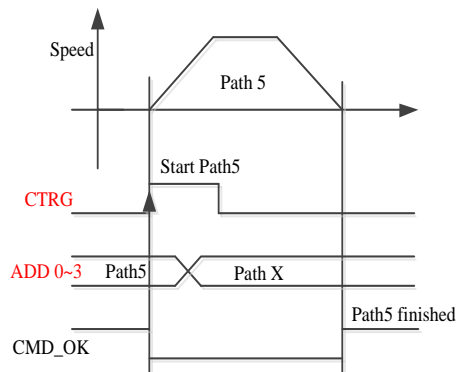 Speed
Path 5
Start Path5
CTRG
ADD 0~3
Path5
Path X
Path5 finished
CMD_OK